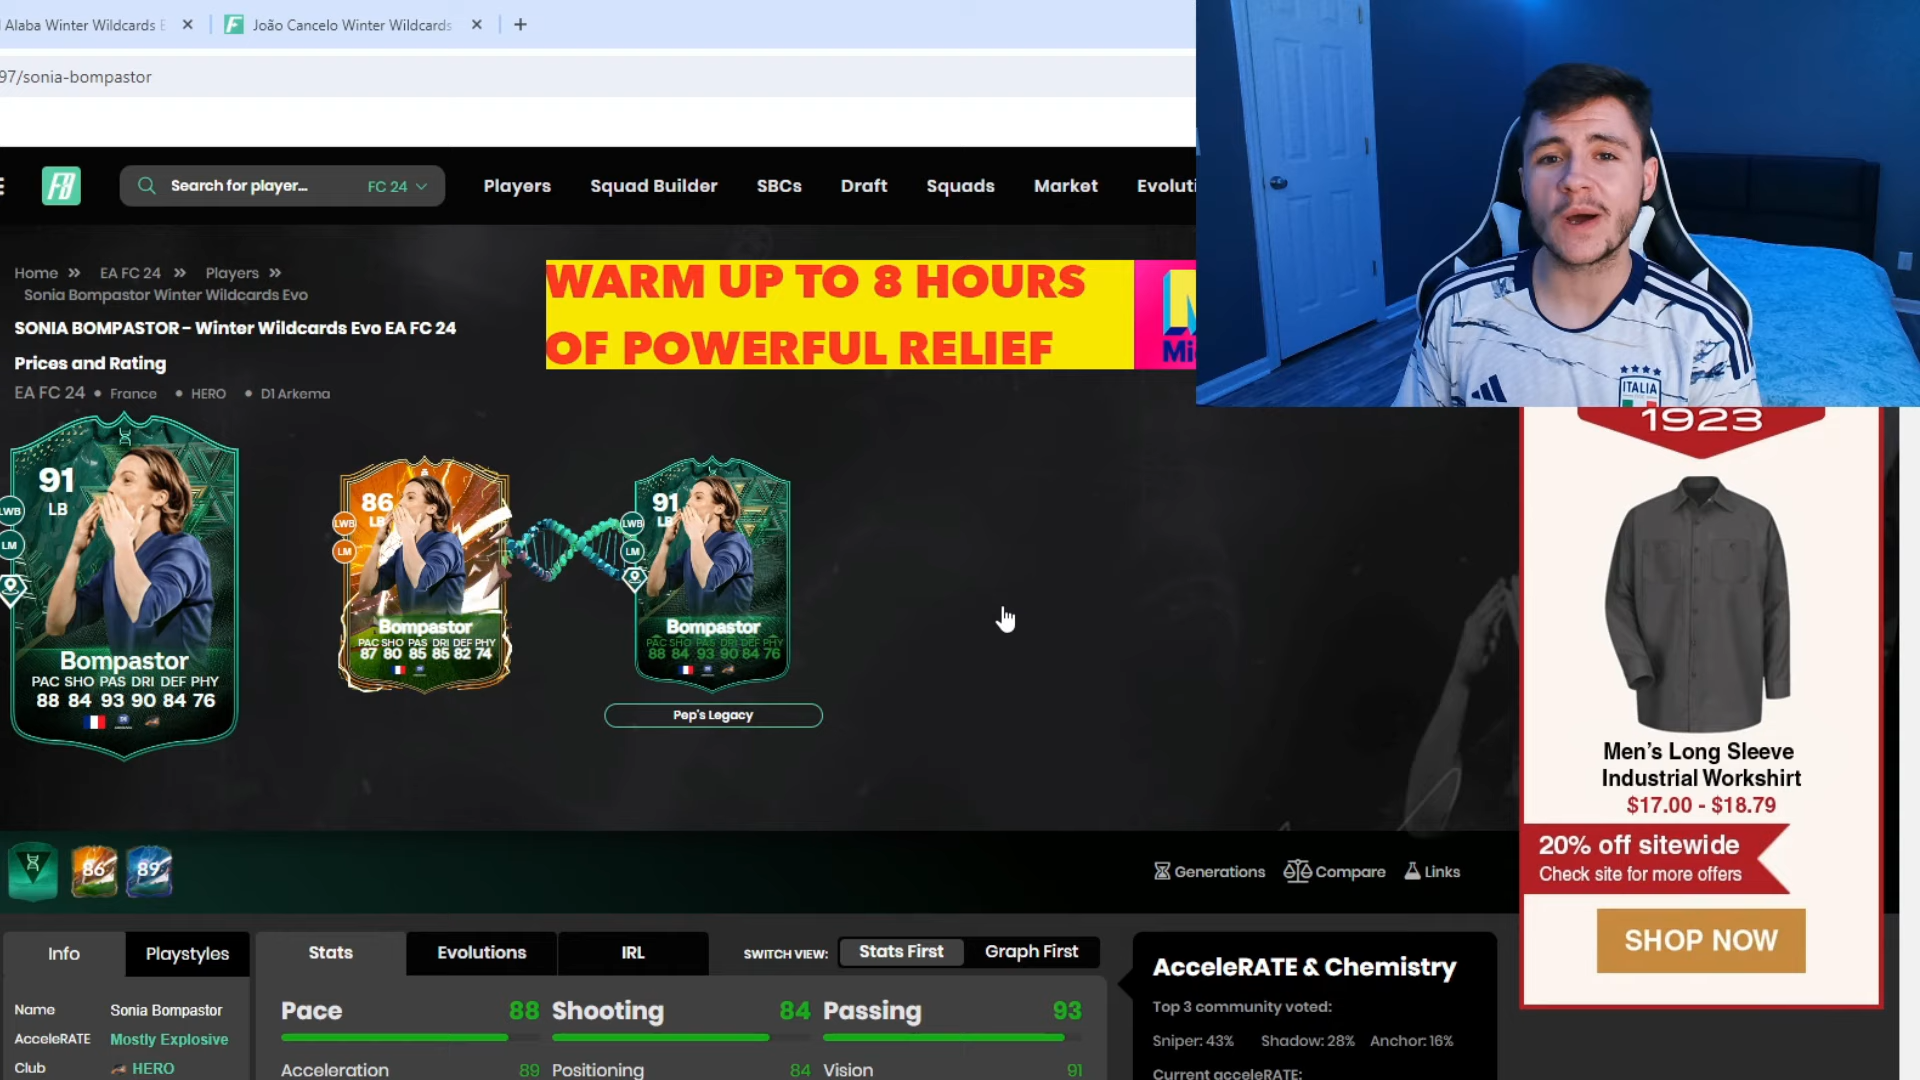 Alaba Winter Wildcards E
João Cancelo Winter Wildcards
97/sonia-bompastor
Search for player...
FC 24
Players
Squad Builder
SBCs
Draft
Squads
Market
Evoluti
Home » EA FC 24 » Players »
Sonia Bompastor Winter Wildcards Evo
SONIA BOMPASTOR - Winter Wildcards Evo EA FC 24
Prices and Rating
EA FC 24 • France • HERO • D1 Arkema
WARM UP TO 8 HOURS
OF POWERFUL RELIEF
Mi
ITALIA
91
LB
LWB
LM
Bompastor
PAC SHO PAS DRI DEF PHY
88 84 93 90 84 76
86
LB
LWB
LM
Bompastor
PAC SHO PAS DRI DEF PHY
87 80 85 85 82 74
91
LB
LWB
LM
Bompastor
PAC SHO PAS DRI DEF PHY
88 84 93 90 84 76
Pep's Legacy
86
89
Generations
Compare
Links
1923
Men's Long Sleeve
Industrial Workshirt
$17.00 - $18.79
20% off sitewide
Check site for more offers
SHOP NOW
Info
Playstyles
Stats
Evolutions
IRL
SWITCH VIEW:
Stats First
Graph First
Name Sonia Bompastor
AcceleRATE Mostly Explosive
Club HERO
Pace 88
Shooting 84
Passing 93
Acceleration 89
Positioning 84
Vision 91
AcceleRATE & Chemistry
Top 3 community voted:
Sniper: 43% Shadow: 28% Anchor: 16%
Current acceleRATE: